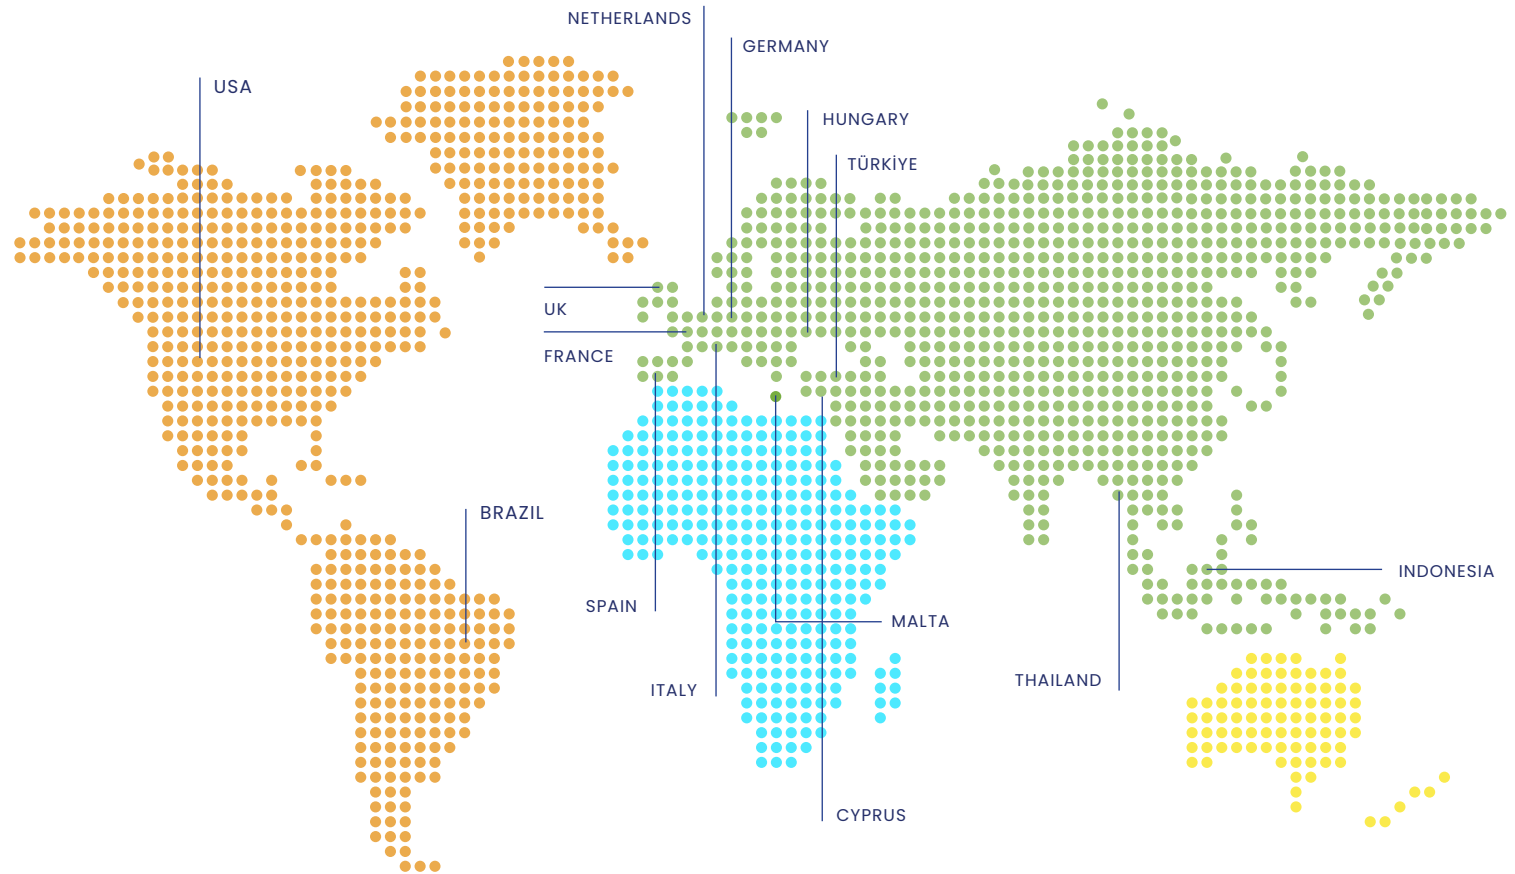 NETHERLANDS
GERMANY
USA
HUNGARY
TÜRKİYE
UK
FRANCE
BRAZIL
INDONESIA
SPAIN
MALTA
THAILAND
ITALY
CYPRUS